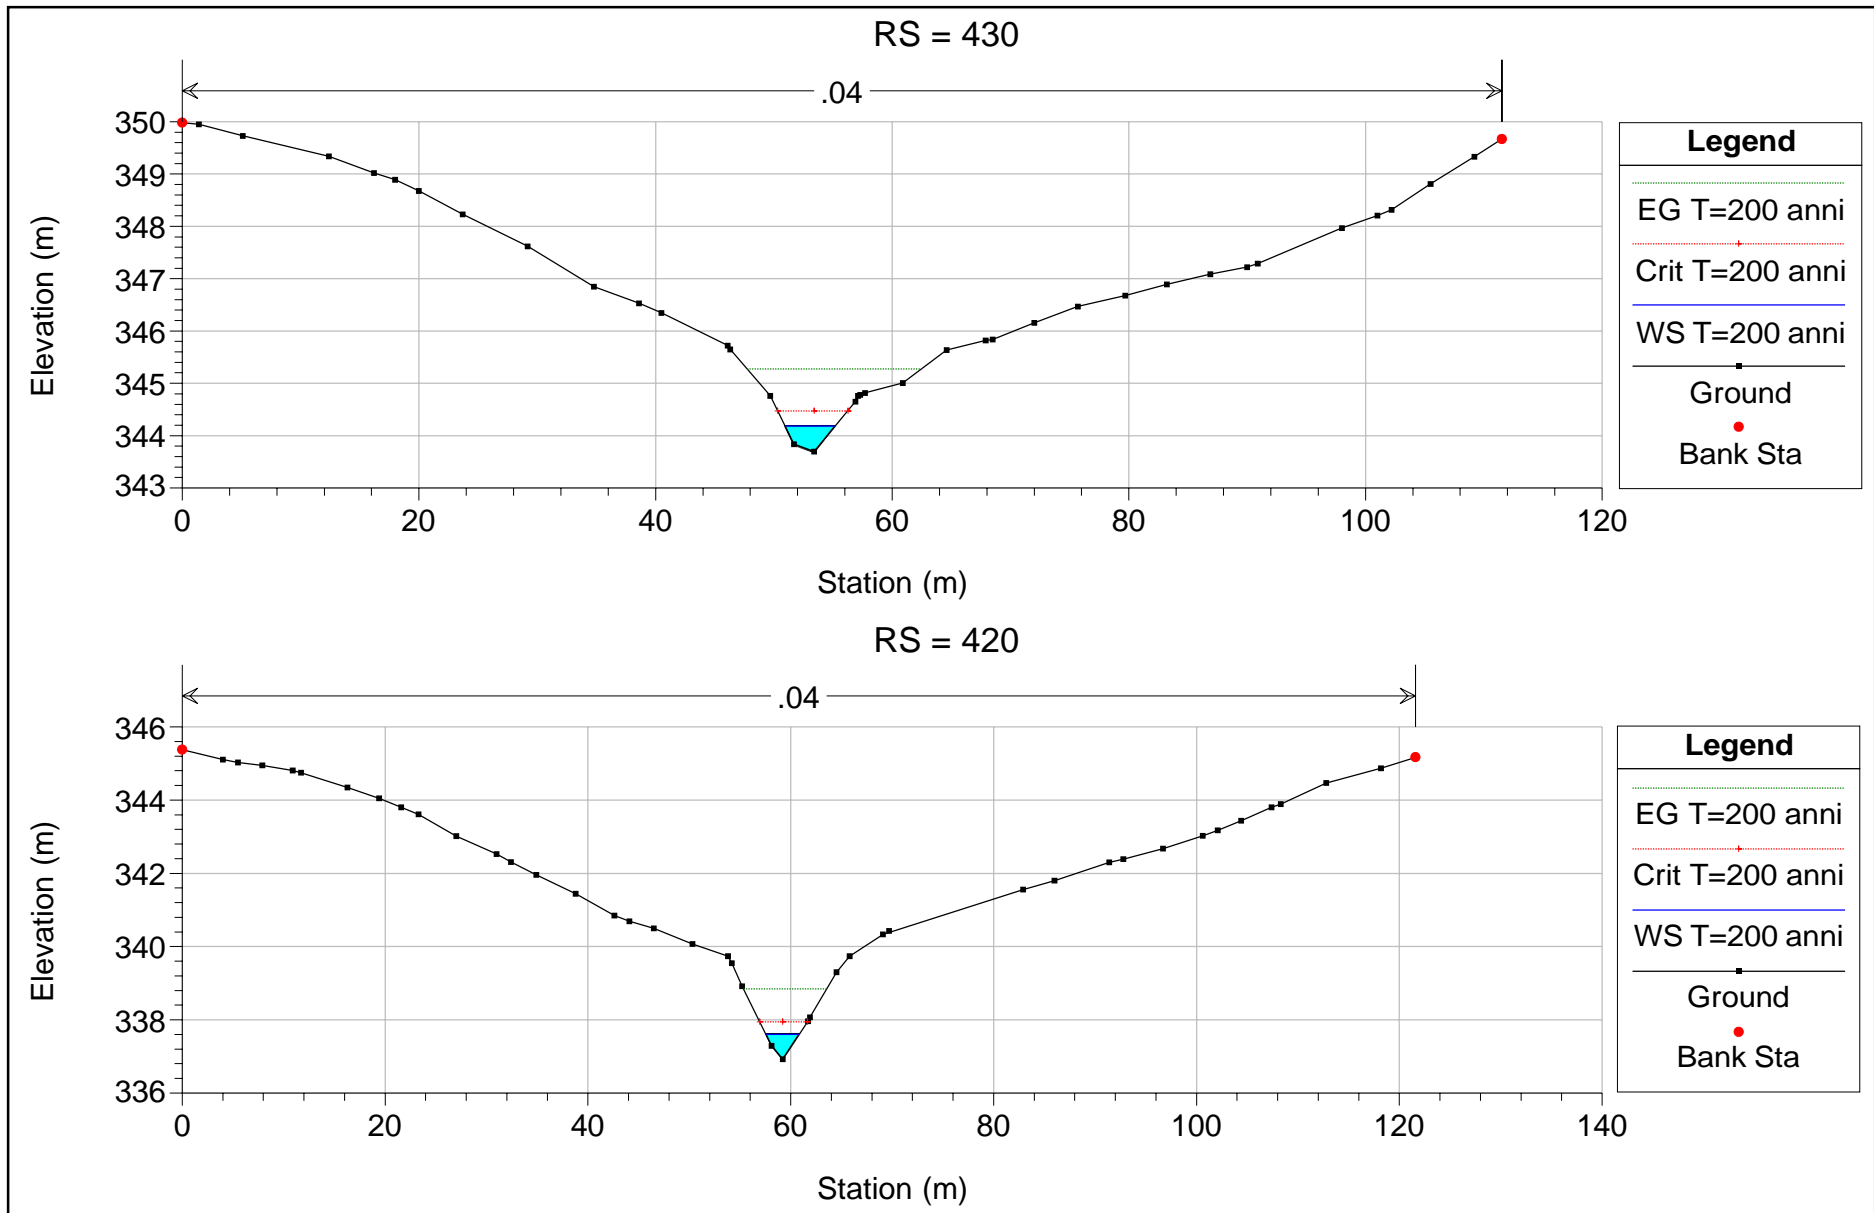 RS = 430
.04
350
349
348
347
346
345
344
343
Elevation (m)
0 20 40 60 80 100 120
Station (m)
Legend
EG T=200 anni
Crit T=200 anni
WS T=200 anni
Ground
Bank Sta
RS = 420
.04
346
344
342
340
338
336
Elevation (m)
0 20 40 60 80 100 120 140
Station (m)
Legend
EG T=200 anni
Crit T=200 anni
WS T=200 anni
Ground
Bank Sta